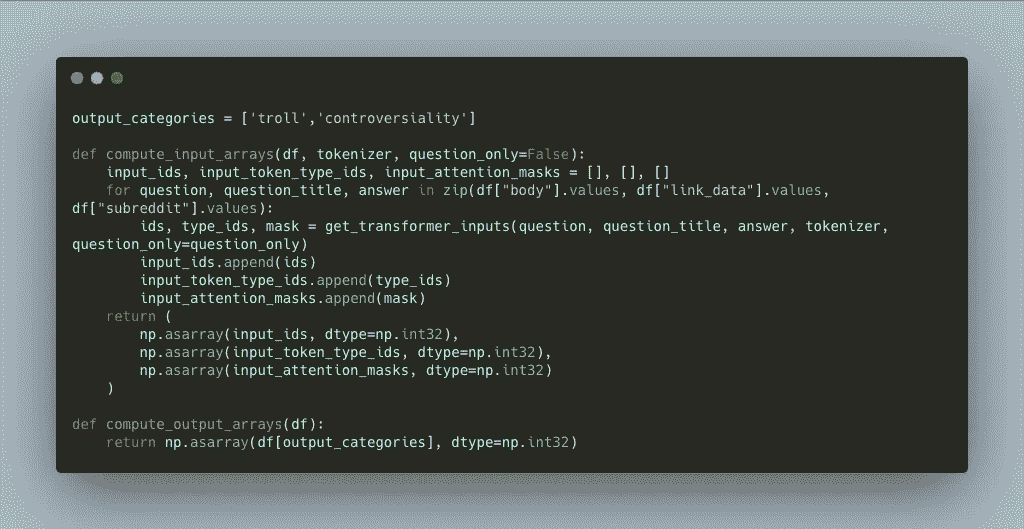 output_categories = ['troll','controversiality']
def compute_input_arrays(df, tokenizer, question_only=False):
    input_ids, input_token_type_ids, input_attention_masks = [], [], []
    for question, question_title, answer in zip(df["body"].values, df["link_data"].values,
df["subreddit"].values):
        ids, type_ids, mask = get_transformer_inputs(question, question_title, answer, tokenizer,
question_only=question_only)
        input_ids.append(ids)
        input_token_type_ids.append(type_ids)
        input_attention_masks.append(mask)
    return (
        np.asarray(input_ids, dtype=np.int32),
        np.asarray(input_token_type_ids, dtype=np.int32),
        np.asarray(input_attention_masks, dtype=np.int32)
    )
def compute_output_arrays(df):
    return np.asarray(df[output_categories], dtype=np.int32)